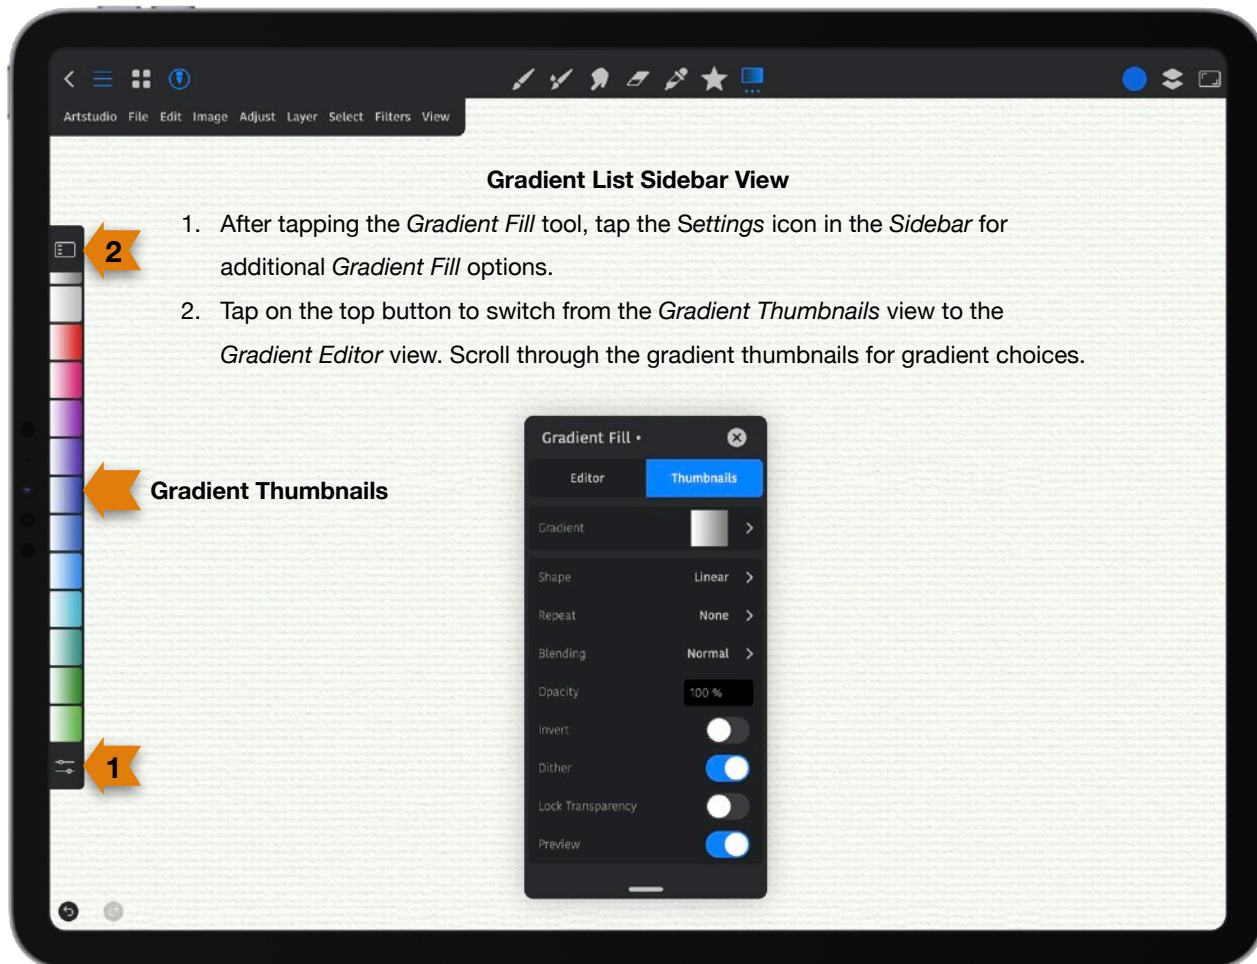 Artstudio File Edit Image Adjust Layer Select Filters View
Gradient List Sidebar View
1. After tapping the Gradient Fill tool, tap the Settings icon in the Sidebar for
additional Gradient Fill options.
2. Tap on the top button to switch from the Gradient Thumbnails view to the
Gradient Editor view. Scroll through the gradient thumbnails for gradient choices.
2
Gradient Thumbnails
1
Gradient Fill •
Editor Thumbnails
Gradient
Shape Linear
Repeat None
Blending Normal
Opacity 100 %
Invert
Dither
Lock Transparency
Preview